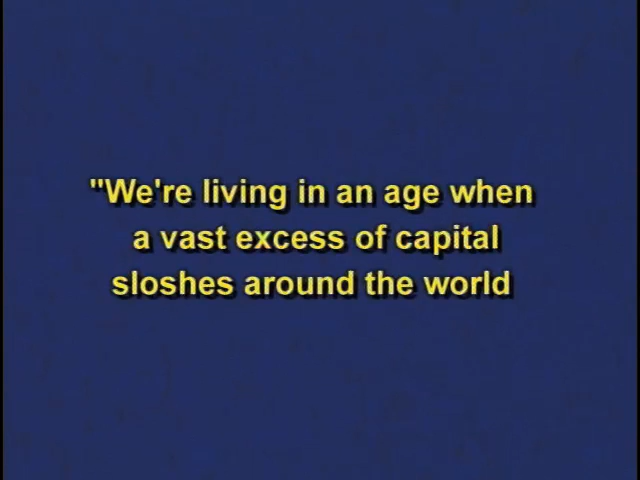 "We're living in an age when
a vast excess of capital
sloshes around the world